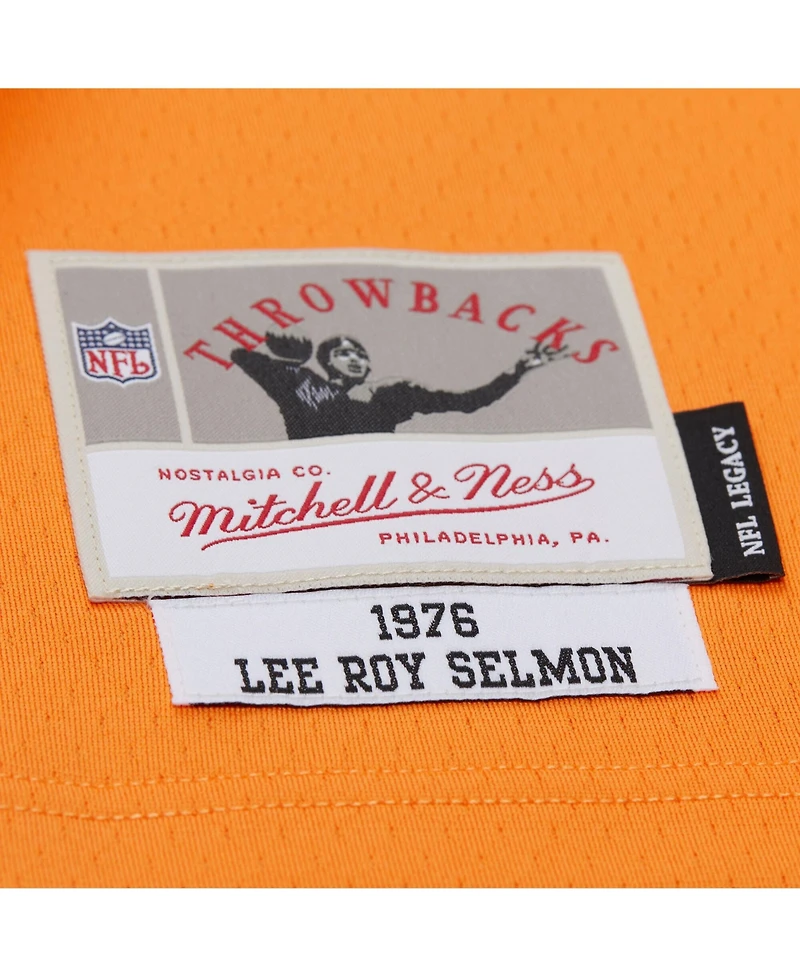 THROWBACKS
NFL
NOSTALGIA CO.
Mitchell & Ness
PHILADELPHIA, PA.
NFL LEGACY
1976
LEE ROY SELMON